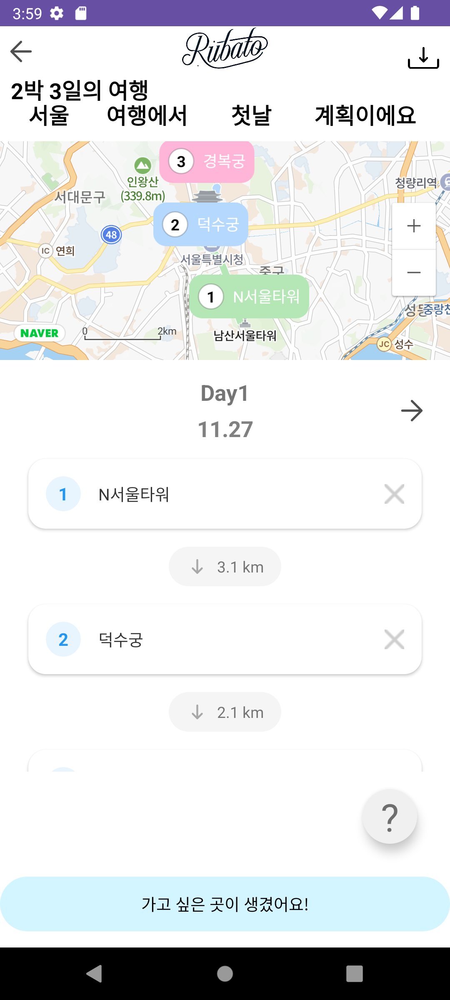 3:59
Rubato
2박 3일의 여행
서울 여행에서 첫날 계획이에요
3 경복궁
인왕산
(339.8m)
청량리역
서대문구
2 덕수궁
48
IC 연희
서울특별시청
중구
1 N서울타워
중랑천
NAVER
0 2km
남산서울타워
JC 성수
+
−
Day1
11.27
1 N서울타워
3.1 km
2 덕수궁
2.1 km
?
가고 싶은 곳이 생겼어요!